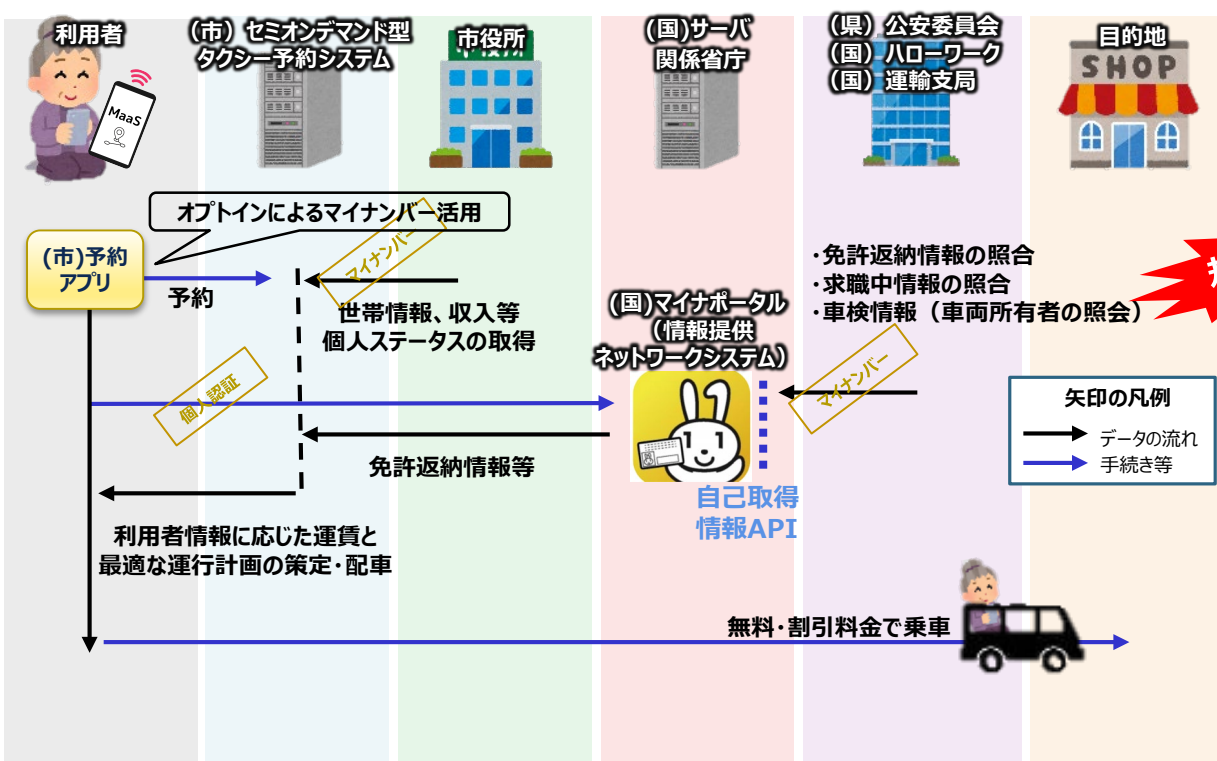 利用者
(市)セミオンデマンド型
タクシー予約システム
市役所
市役所
(国)サーバ
関係省庁
(県)公安委員会
(国)ハローワーク
(国)運輸支局
目的地
SHOP
MaaS
オプトインによるマイナンバー活用
(市)予約
アプリ
予約
マイナンバー
世帯情報、収入等
個人ステータスの取得
(国)マイナポータル
(情報提供
ネットワークシステム)
・免許返納情報の照合
・求職中情報の照合
・車検情報(車両所有者の照会)
マイナンバー
個人認証
免許返納情報等
自己取得
情報API
矢印の凡例
データの流れ
手続き等
利用者情報に応じた運賃と
最適な運行計画の策定・配車
無料・割引料金で乗車